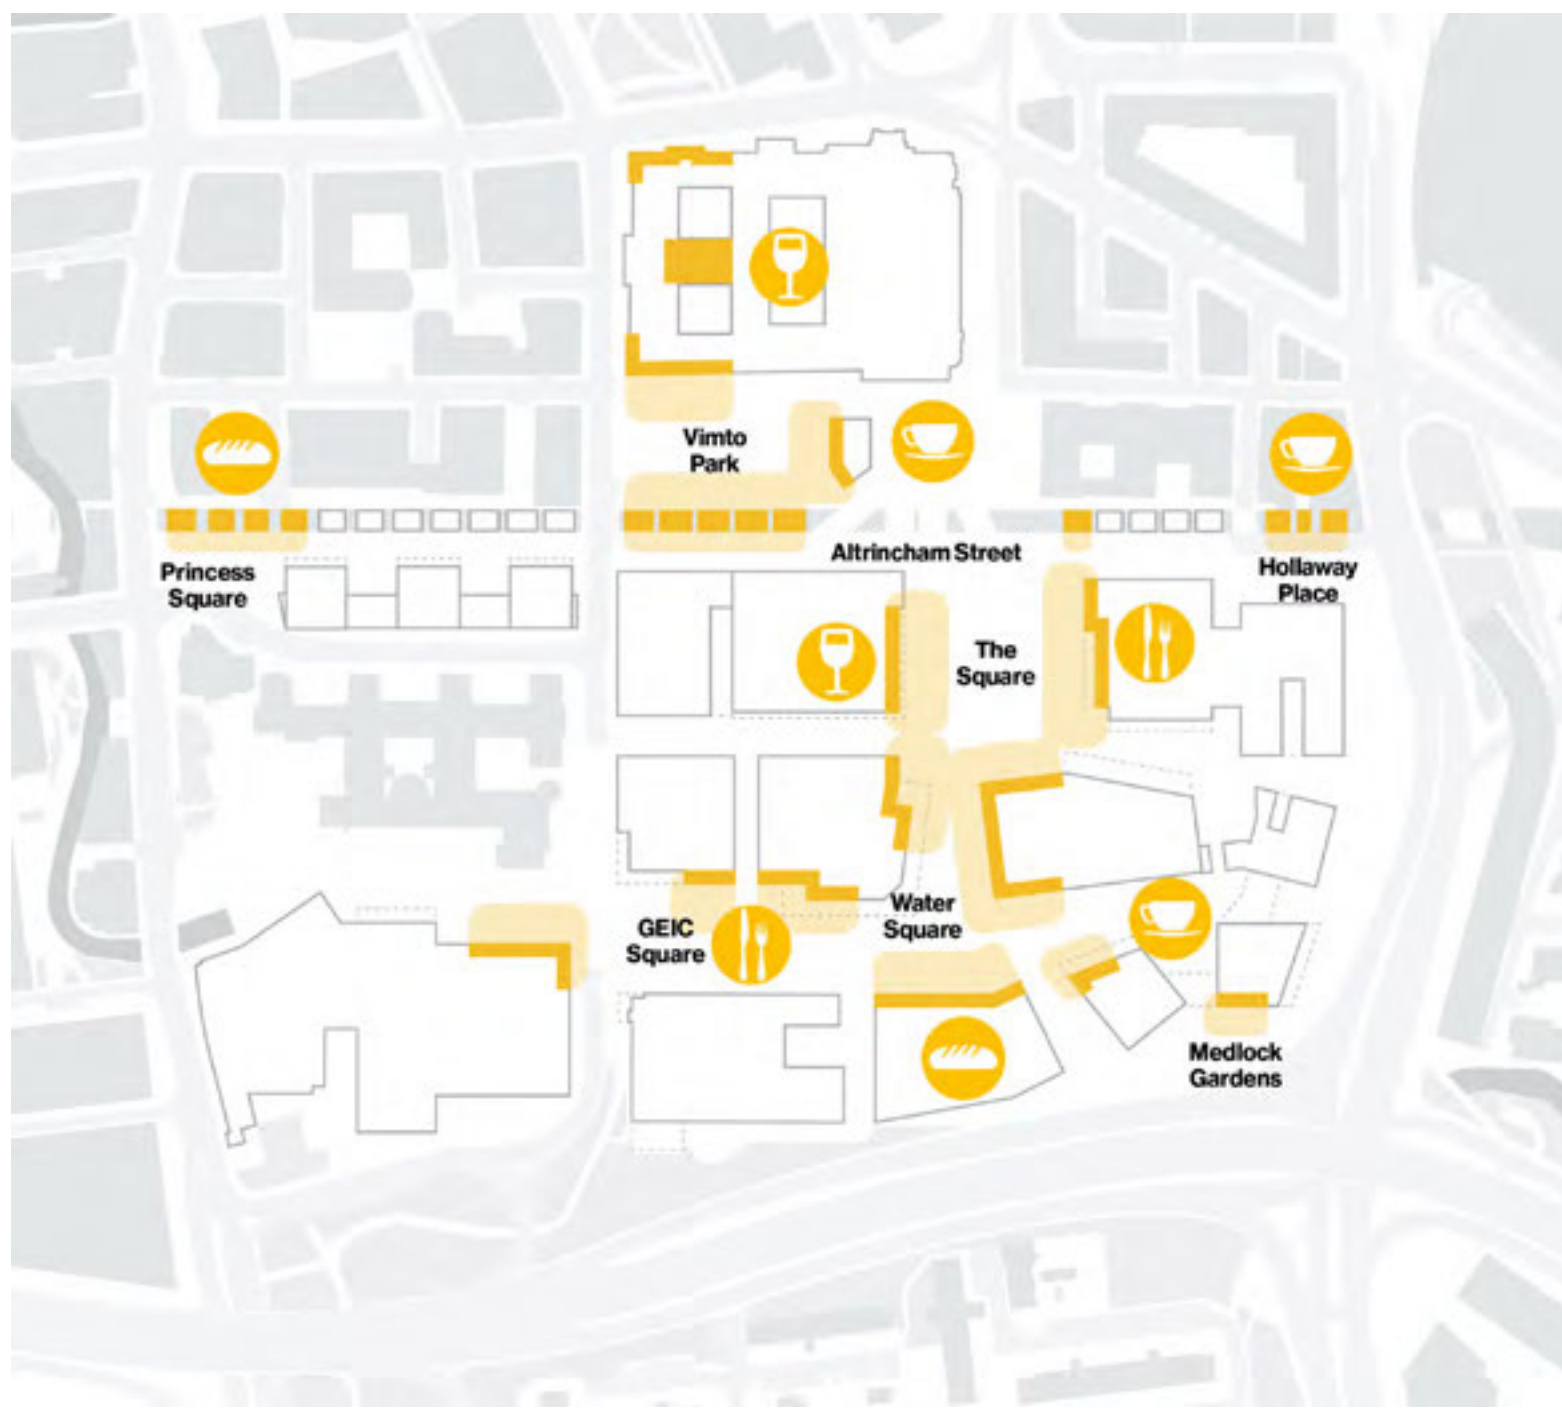 Vimto
Park
Altrincham Street
Princess
Square
Hollaway
Place
The
Square
GEIC
Square
Water
Square
Medlock
Gardens